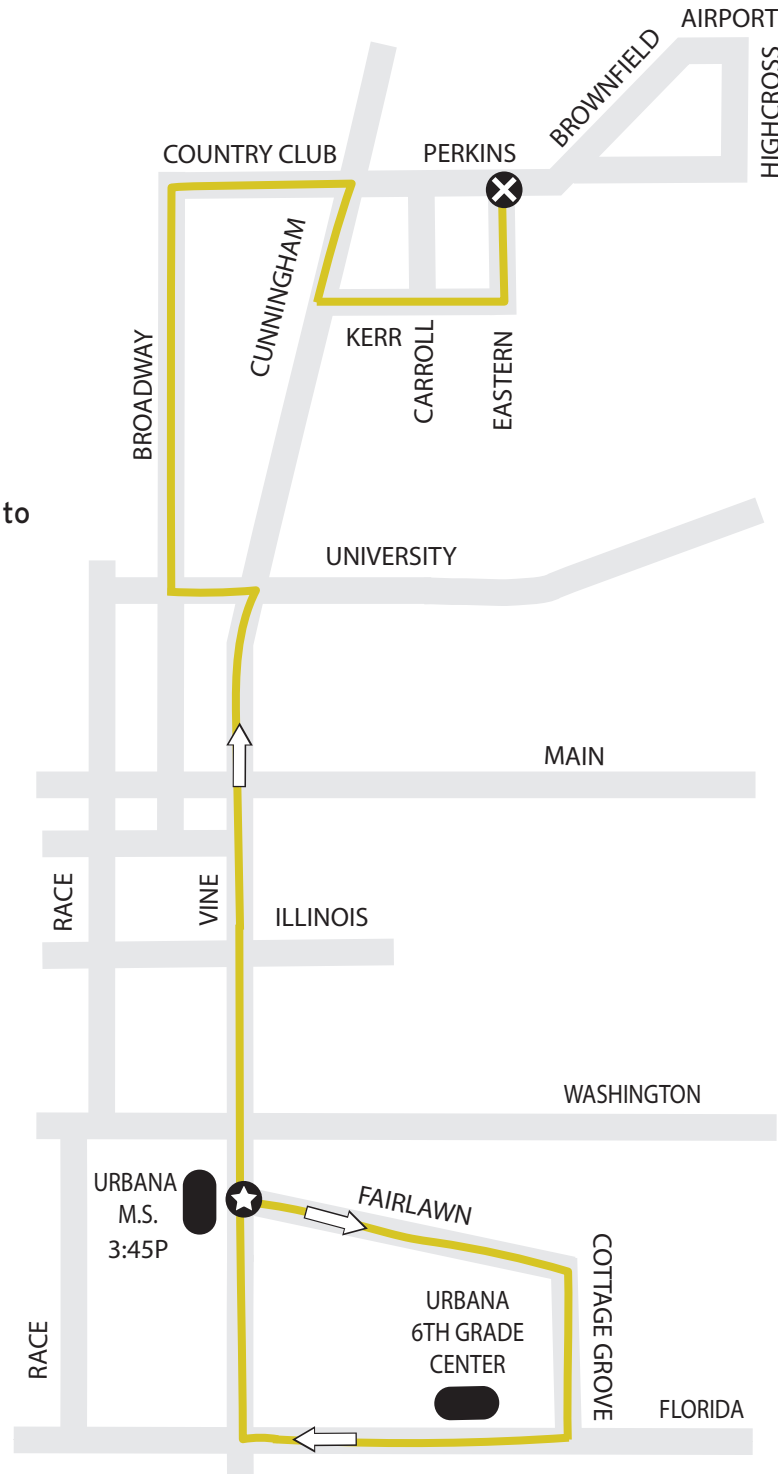 AIRPORT
BROWNFIELD
HIGHCROSS
COUNTRY CLUB
PERKINS
CUNNINGHAM
KERR
CARROLL
EASTERN
BROADWAY
to
UNIVERSITY
MAIN
RACE
VINE
ILLINOIS
WASHINGTON
URBANA
M.S.
3:45P
FAIRLAWN
COTTAGE GROVE
URBANA
6TH GRADE
CENTER
RACE
FLORIDA